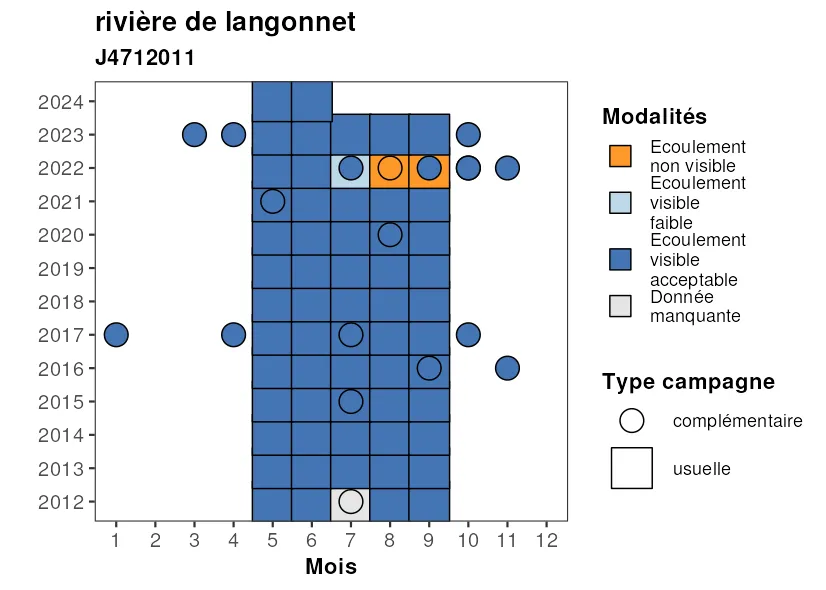 rivière de langonnet
J4712011
2024
2023
2022
2021
2020
2019
2018
2017
2016
2015
2014
2013
2012
1 2 3 4 5 6 7 8 9 10 11 12
Mois
Modalités
Ecoulement
non visible
Ecoulement
visible
faible
Ecoulement
visible
acceptable
Donnée
manquante
Type campagne
complémentaire
usuelle